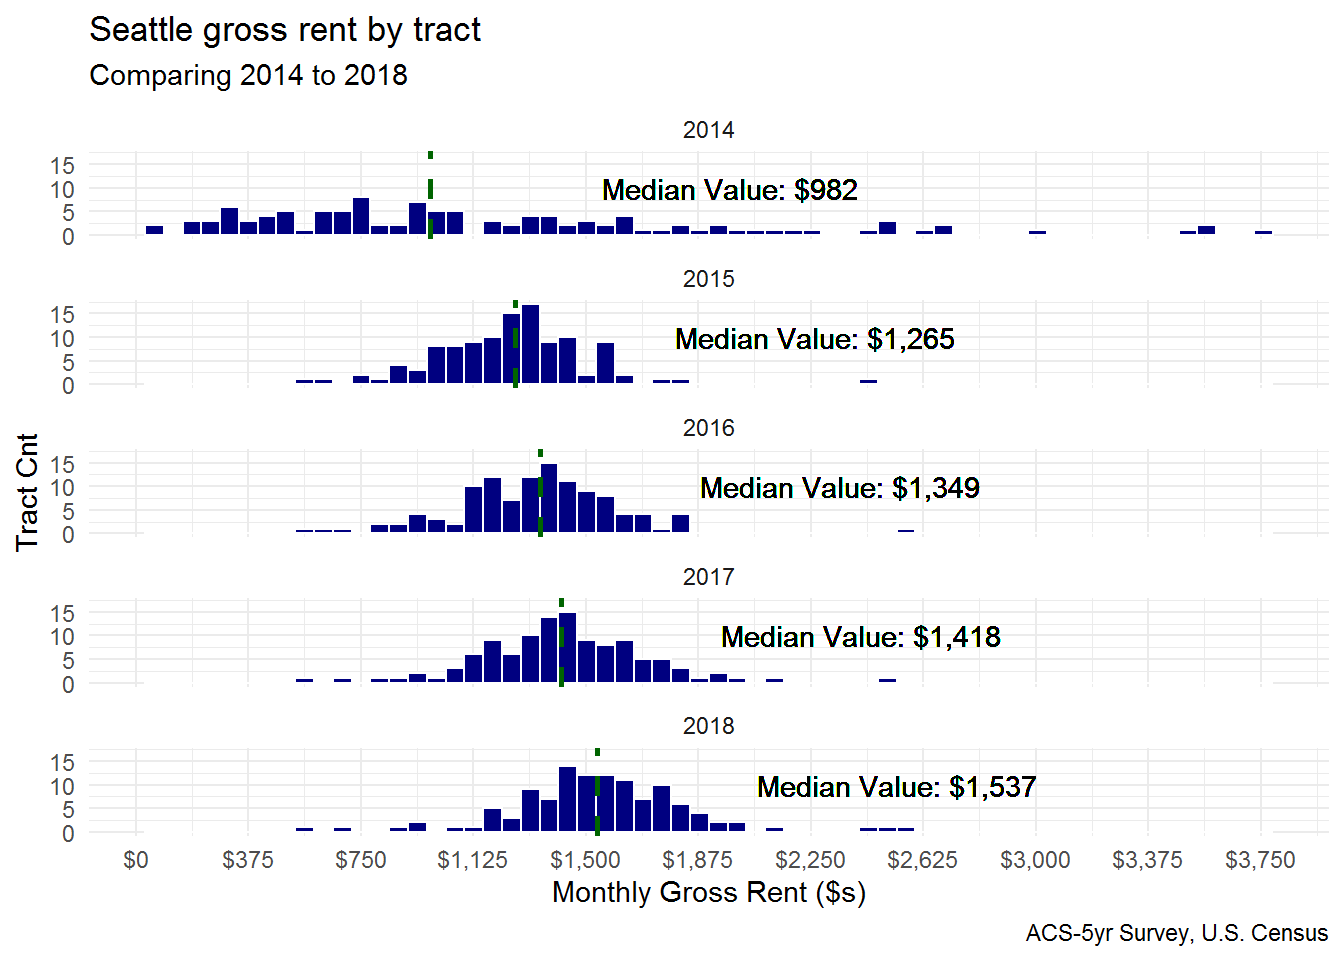 Seattle gross rent by tract
Comparing 2014 to 2018
2014
15
10
5
0
Median Value: $982
2015
15
10
5
0
Median Value: $1,265
2016
15
10
5
0
Median Value: $1,349
2017
15
10
5
0
Median Value: $1,418
2018
15
10
5
0
Median Value: $1,537
Tract Cnt
$0 $375 $750 $1,125 $1,500 $1,875 $2,250 $2,625 $3,000 $3,375 $3,750
Monthly Gross Rent ($s)
ACS-5yr Survey, U.S. Census